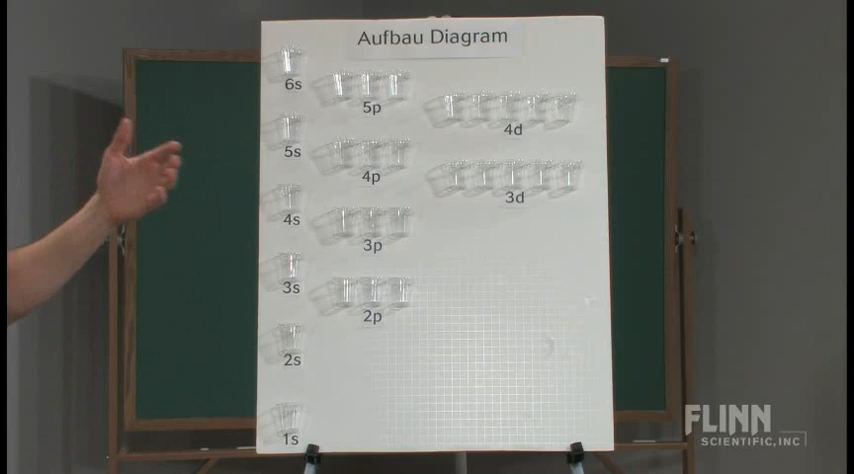 Aufbau Diagram
6s
5p
4d
5s
4p
3d
4s
3p
3s
2p
2s
1s
FLINN
SCIENTIFIC, INC